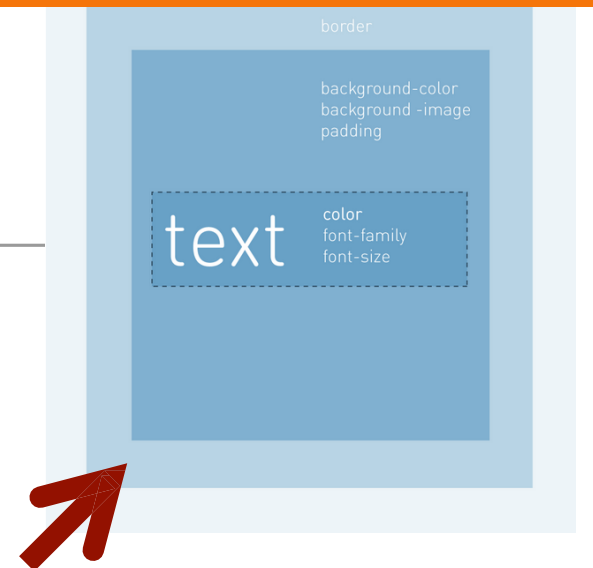 border
background-color
background -image
padding
text
color
font-family
font-size